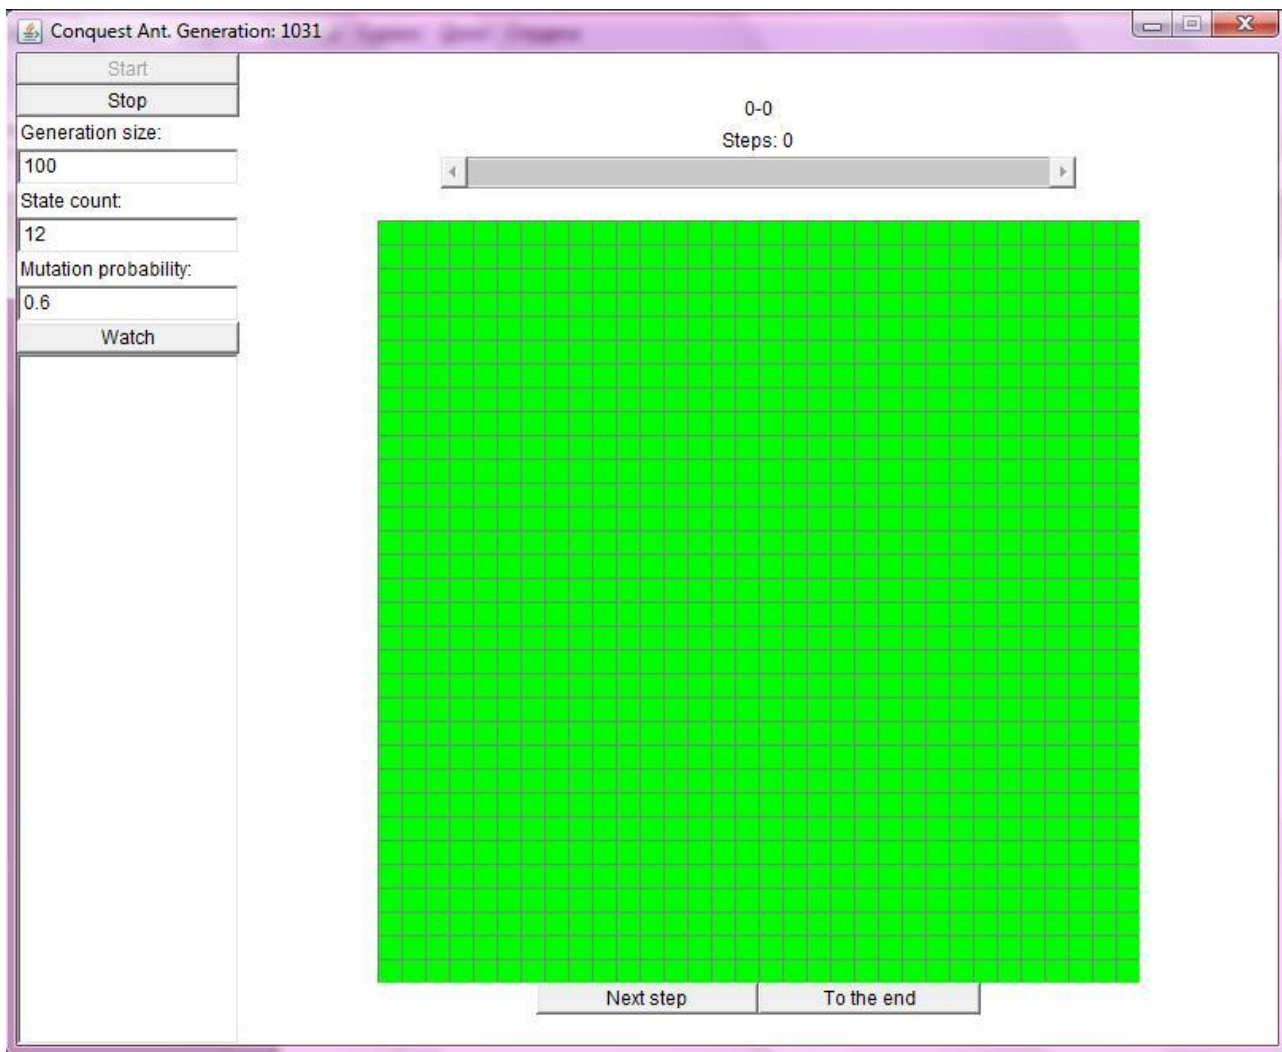 Conquest Ant. Generation: 1031
Start
Stop
Generation size:
100
State count:
12
Mutation probability:
0.6
Watch
0-0
Steps: 0
Next step
To the end